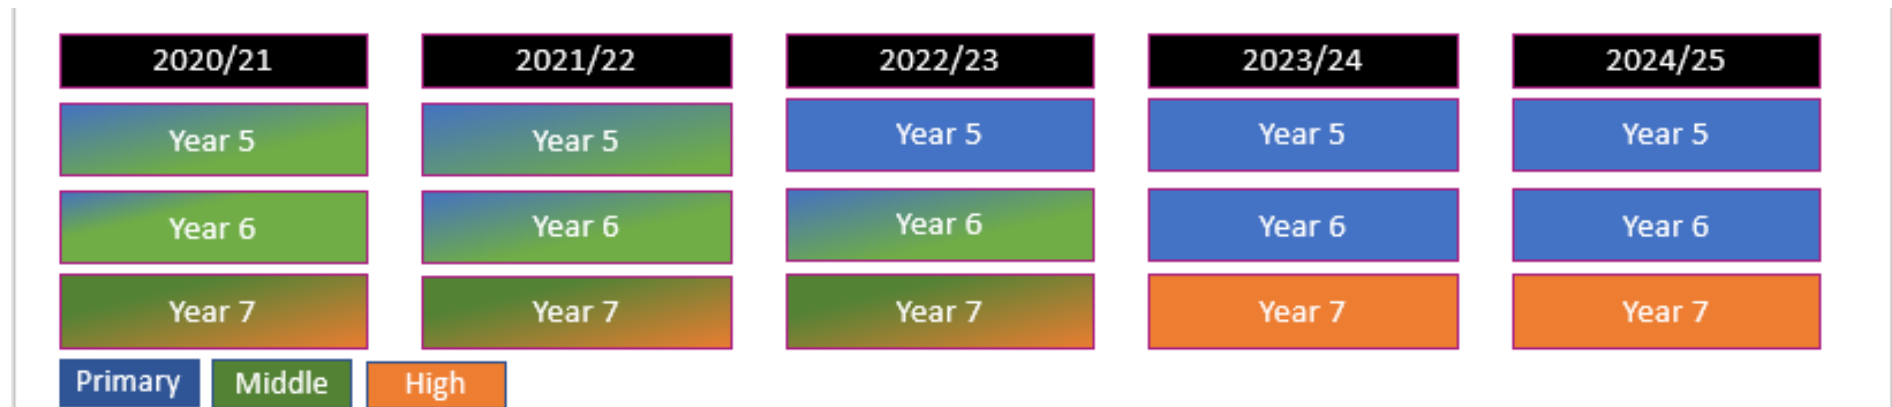 2020/21 2021/22 2022/23 2023/24 2024/25
Year 5 Year 5 Year 5 Year 5 Year 5
Year 6 Year 6 Year 6 Year 6 Year 6
Year 7 Year 7 Year 7 Year 7 Year 7
Primary Middle High